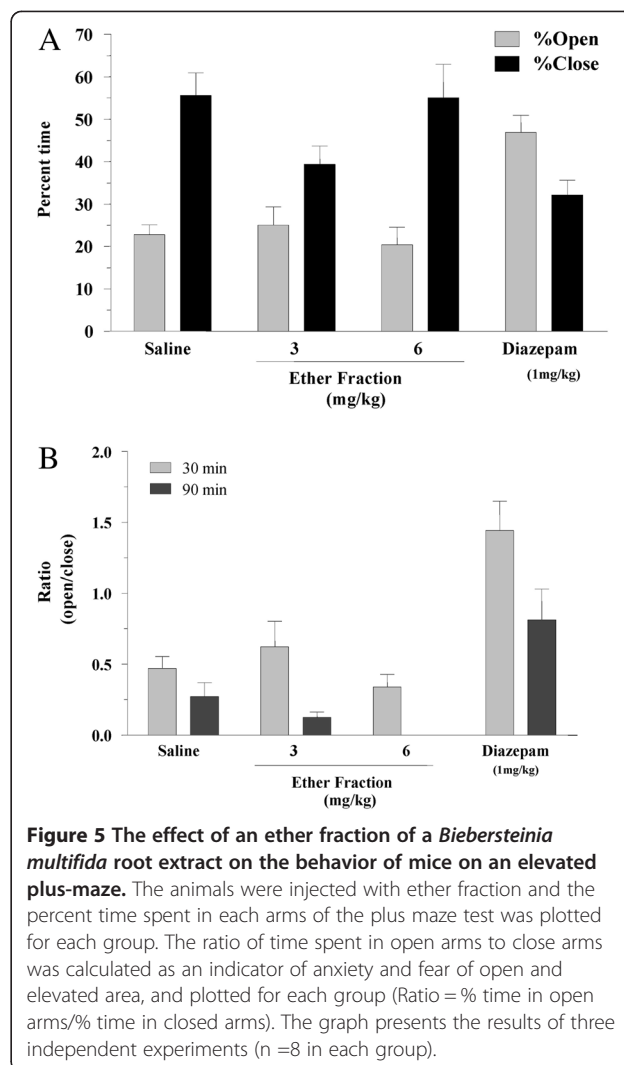 A
%Open
%Close
70
60
50
40
30
20
10
0
Percent time
Saline
3
6
Diazepam
Ether Fraction
(1mg/kg)
(mg/kg)
B
2.0
30 min
90 min
1.5
1.0
0.5
0.0
Ratio
(open/close)
Saline
3
6
Diazepam
(1mg/kg)
Ether Fraction
(mg/kg)
Figure 5 The effect of an ether fraction of a Biebersteinia
multifida root extract on the behavior of mice on an elevated
plus-maze. The animals were injected with ether fraction and the
percent time spent in each arms of the plus maze test was plotted
for each group. The ratio of time spent in open arms to close arms
was calculated as an indicator of anxiety and fear of open and
elevated area, and plotted for each group (Ratio = % time in open
arms/% time in closed arms). The graph presents the results of three
independent experiments (n =8 in each group).